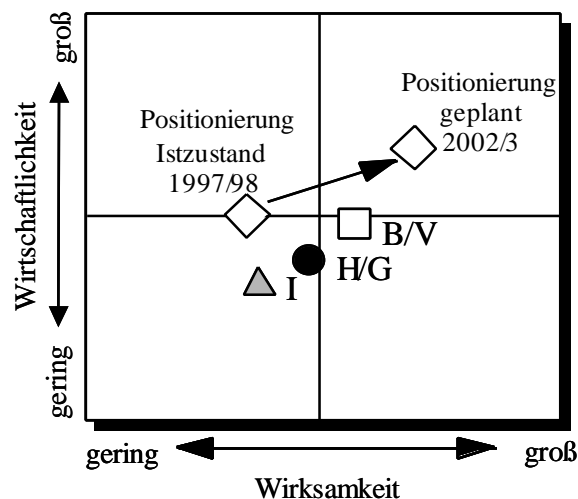 groß
Positionierung
geplant
2002/3
Positionierung
Istzustand
1997/98
Wirtschaftlichkeit
B/V
H/G
I
gering
gering
groß
Wirksamkeit